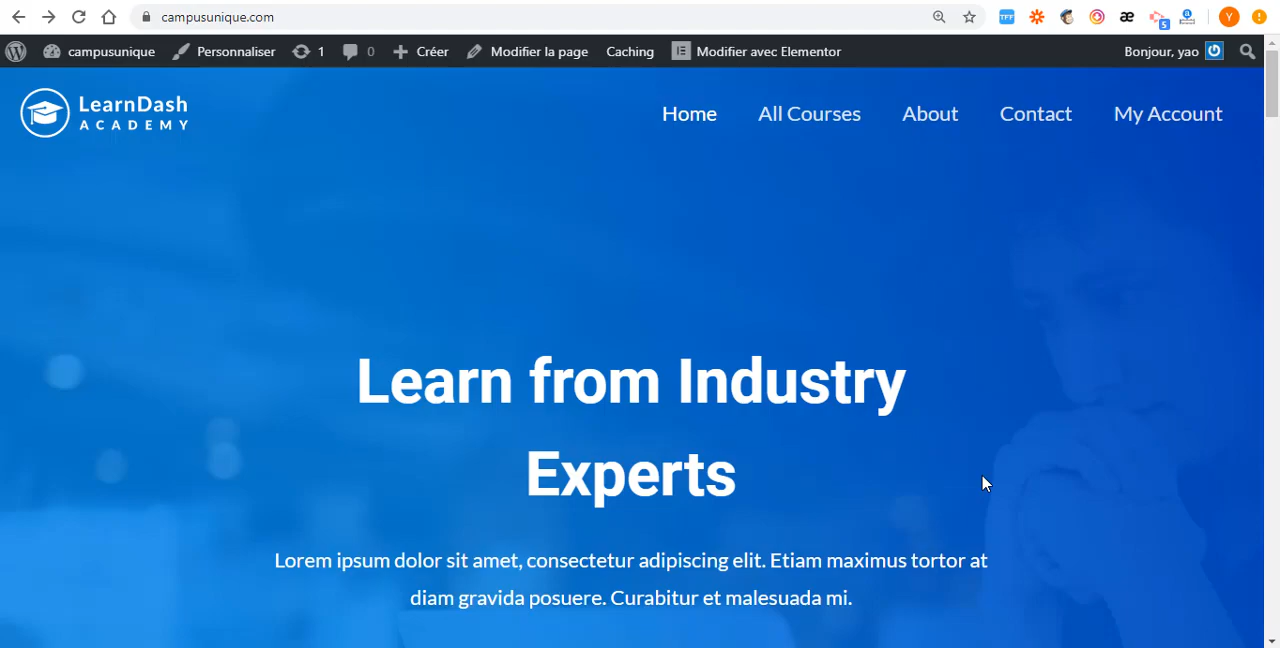 campusunique.com
TFF
æ
5
a
Y
campusunique
Personnaliser
1
0
Créer
Modifier la page
Caching
Modifier avec Elementor
Bonjour, yao
LearnDash
ACADEMY
Home
All Courses
About
Contact
My Account
Learn from Industry
Experts
Lorem ipsum dolor sit amet, consectetur adipiscing elit. Etiam maximus tortor at
diam gravida posuere. Curabitur et malesuada mi.